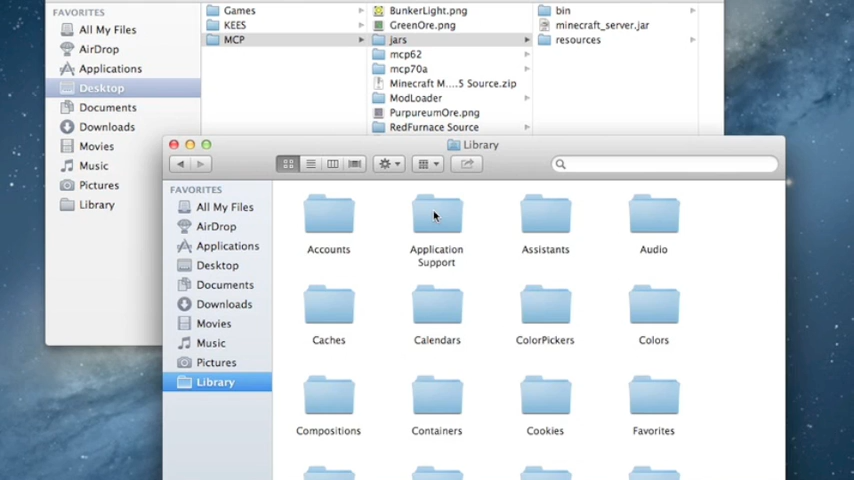 FAVORITES
All My Files
AirDrop
Applications
Desktop
Documents
Downloads
Movies
Music
Pictures
Library
Games
KEES
MCP
BunkerLight.png
GreenOre.png
jars
mcp62
mcp70a
Minecraft M....5 Source.zip
ModLoader
PurpureumOre.png
RedFurnace Source
bin
minecraft_server.jar
resources
Library
FAVORITES
All My Files
AirDrop
Applications
Desktop
Documents
Downloads
Movies
Music
Pictures
Library
Accounts
Application
Support
Assistants
Audio
Caches
Calendars
ColorPickers
Colors
Compositions
Containers
Cookies
Favorites